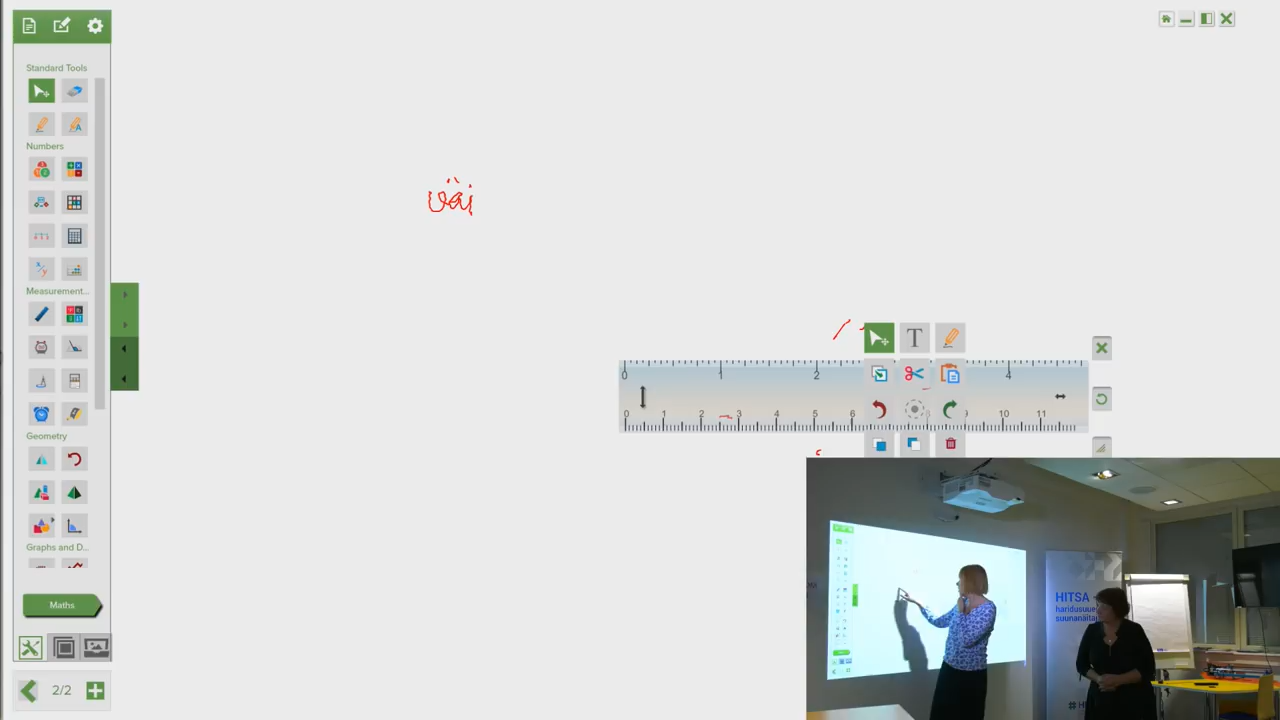 Standard Tools
Numbers
Measurement...
Geometry
Graphs and D...
Maths
2/2
väi
T
0 1 2 4
0 1 2 3 4 5 6 10 11
HITSA
haridusuue
suunanäita